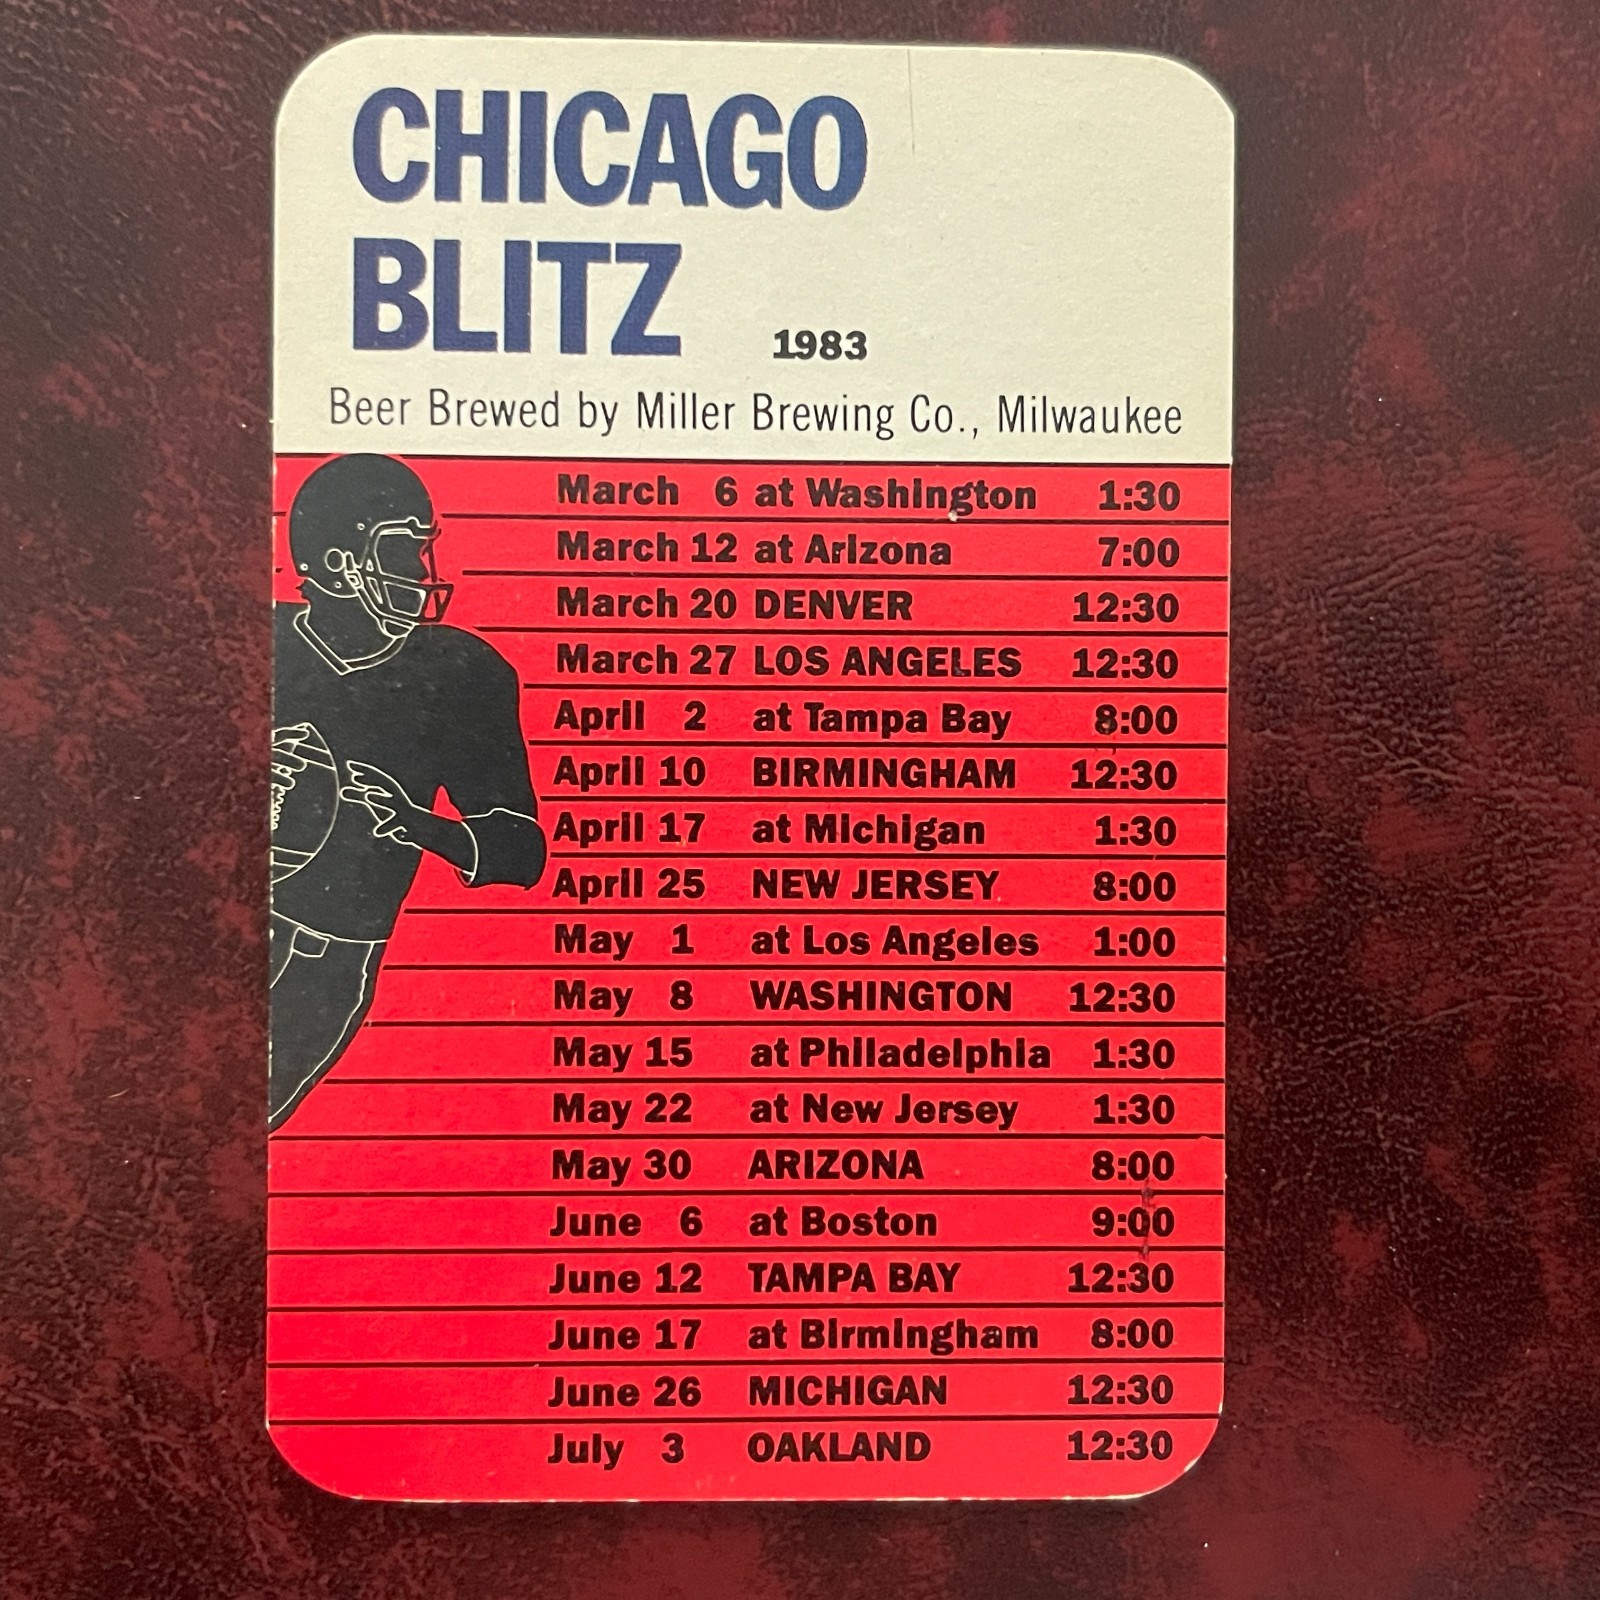 CHICAGO
BLITZ 1983
Beer Brewed by Miller Brewing Co., Milwaukee
March 6 at Washington 1:30
March 12 at Arizona 7:00
March 20 DENVER 12:30
March 27 LOS ANGELES 12:30
April 2 at Tampa Bay 8:00
April 10 BIRMINGHAM 12:30
April 17 at Michigan 1:30
April 25 NEW JERSEY 8:00
May 1 at Los Angeles 1:00
May 8 WASHINGTON 12:30
May 15 at Philadelphia 1:30
May 22 at New Jersey 1:30
May 30 ARIZONA 8:00
June 6 at Boston 9:00
June 12 TAMPA BAY 12:30
June 17 at Birmingham 8:00
June 26 MICHIGAN 12:30
July 3 OAKLAND 12:30